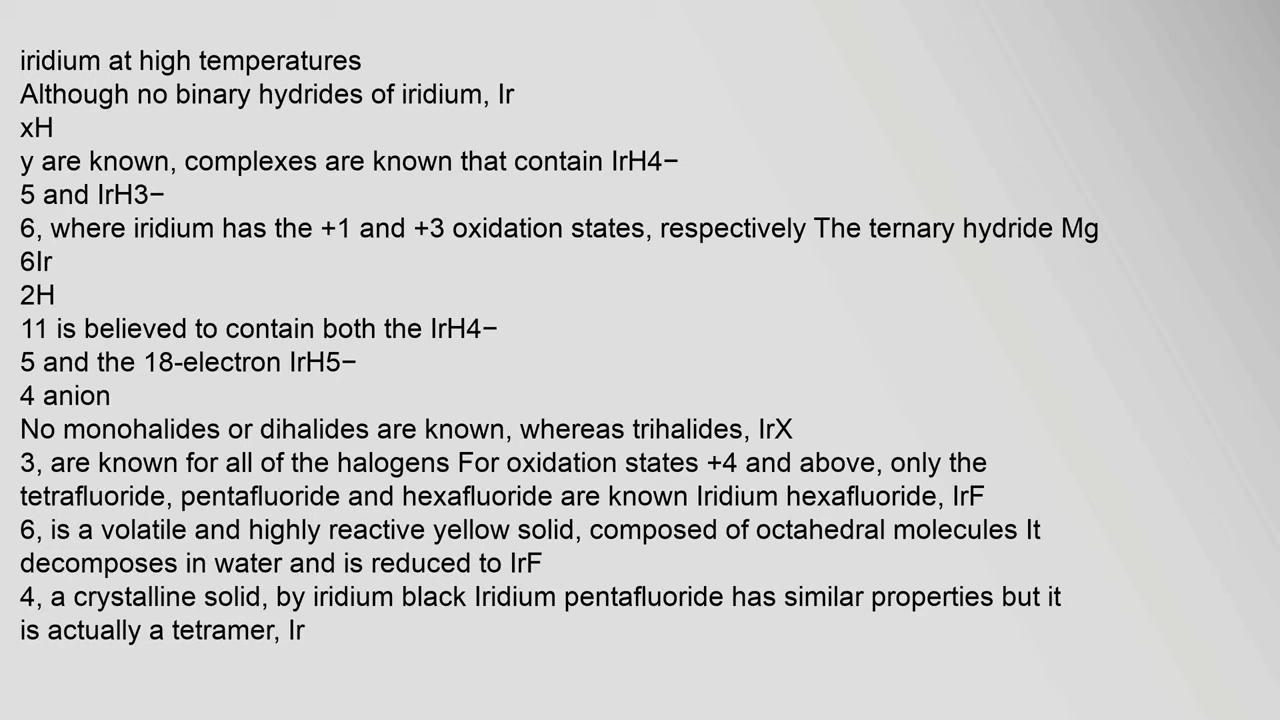 iridium at high temperatures
Although no binary hydrides of iridium, Ir
xH
y are known, complexes are known that contain IrH4−
5 and IrH3−
6, where iridium has the +1 and +3 oxidation states, respectively The ternary hydride Mg
6Ir
2H
11 is believed to contain both the IrH4−
5 and the 18-electron IrH5−
4 anion
No monohalides or dihalides are known, whereas trihalides, IrX
3, are known for all of the halogens For oxidation states +4 and above, only the
tetrafluoride, pentafluoride and hexafluoride are known Iridium hexafluoride, IrF
6, is a volatile and highly reactive yellow solid, composed of octahedral molecules It
decomposes in water and is reduced to IrF
4, a crystalline solid, by iridium black Iridium pentafluoride has similar properties but it
is actually a tetramer, Ir